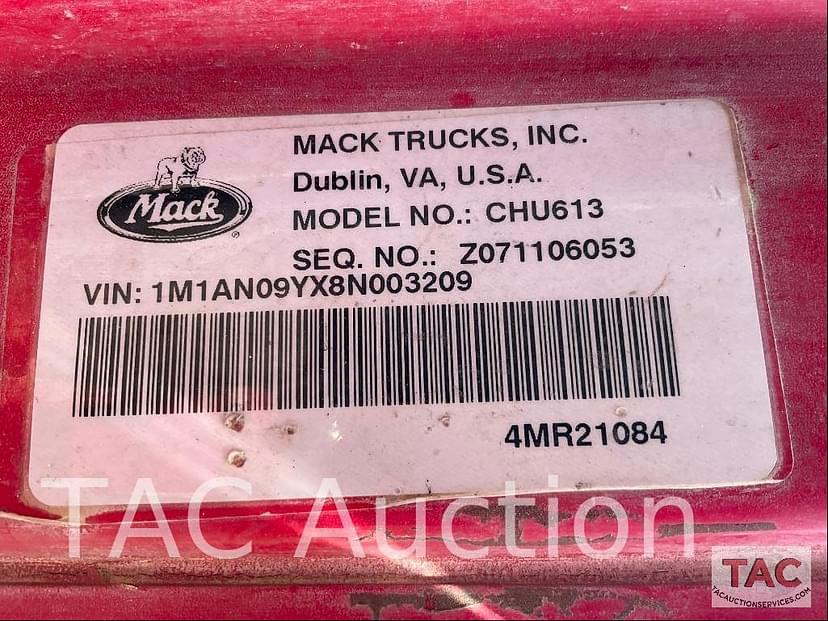 MACK TRUCKS, INC.
Dublin, VA, U.S.A.
Mack
®
MODEL NO.: CHU613
SEQ. NO.: Z071106053
VIN: 1M1AN09YX8N003209
4MR21084
TAC Auction
TAC
TACAUCTIONSERVICES.COM